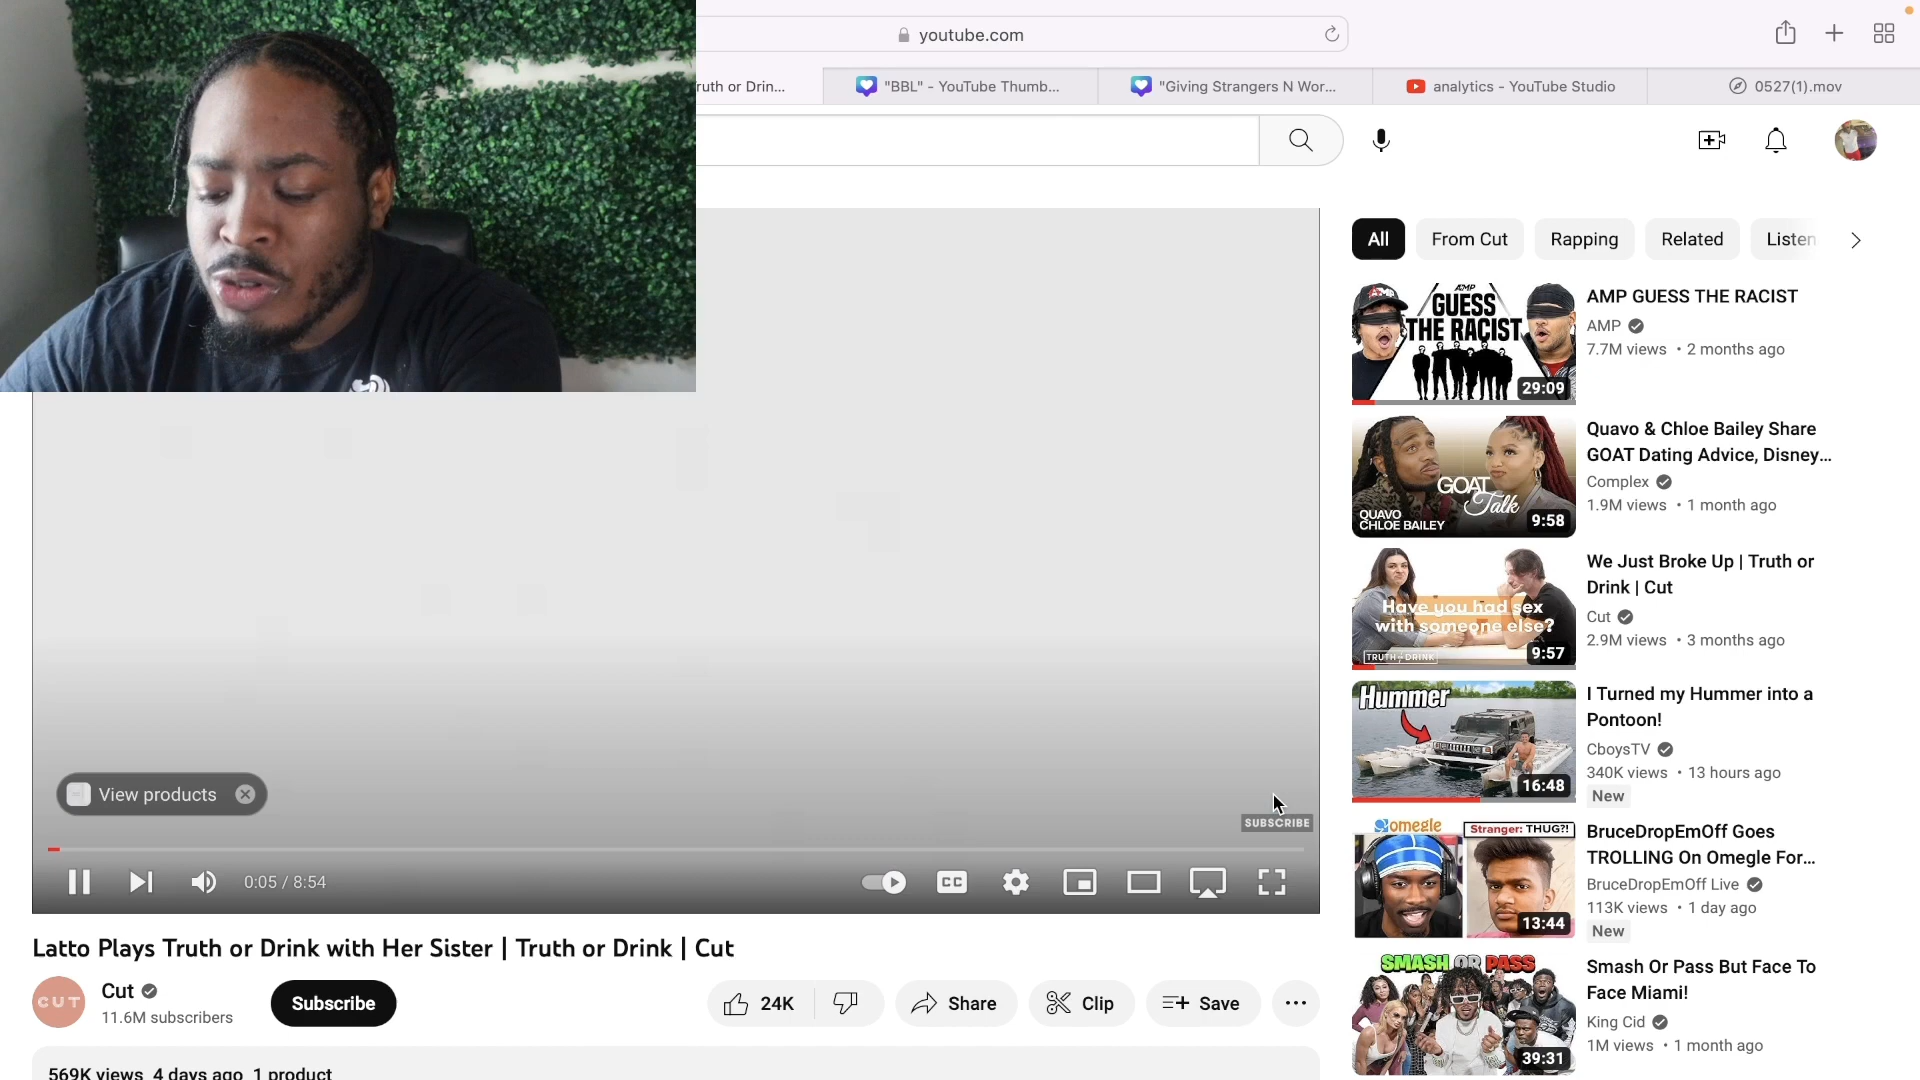 youtube.com
ruth or Drin...
"BBL" - YouTube Thumb...
"Giving Strangers N Wor...
analytics - YouTube Studio
0527(1).mov
All
From Cut
Rapping
Related
Listen
AMP
GUESS
THE RACIST
29:09
AMP GUESS THE RACIST
AMP
7.7M views • 2 months ago
GOAT
Talk
QUAVO
CHLOE BAILEY
9:58
Quavo & Chloe Bailey Share
GOAT Dating Advice, Disney...
Complex
1.9M views • 1 month ago
Have you had sex
with someone else?
TRUTH or DRINK
9:57
We Just Broke Up | Truth or
Drink | Cut
Cut
2.9M views • 3 months ago
Hummer
16:48
I Turned my Hummer into a
Pontoon!
CboysTV
340K views • 13 hours ago
New
omegle
Stranger: THUG?!
13:44
BruceDropEmOff Goes
TROLLING On Omegle For...
BruceDropEmOff Live
113K views • 1 day ago
New
SMASH OR PASS
39:31
Smash Or Pass But Face To
Face Miami!
King Cid
1M views • 1 month ago
View products
SUBSCRIBE
0:05 / 8:54
CC
Latto Plays Truth or Drink with Her Sister | Truth or Drink | Cut
CUT
Cut
11.6M subscribers
Subscribe
24K
Share
Clip
Save
569K views 4 days ago 1 product